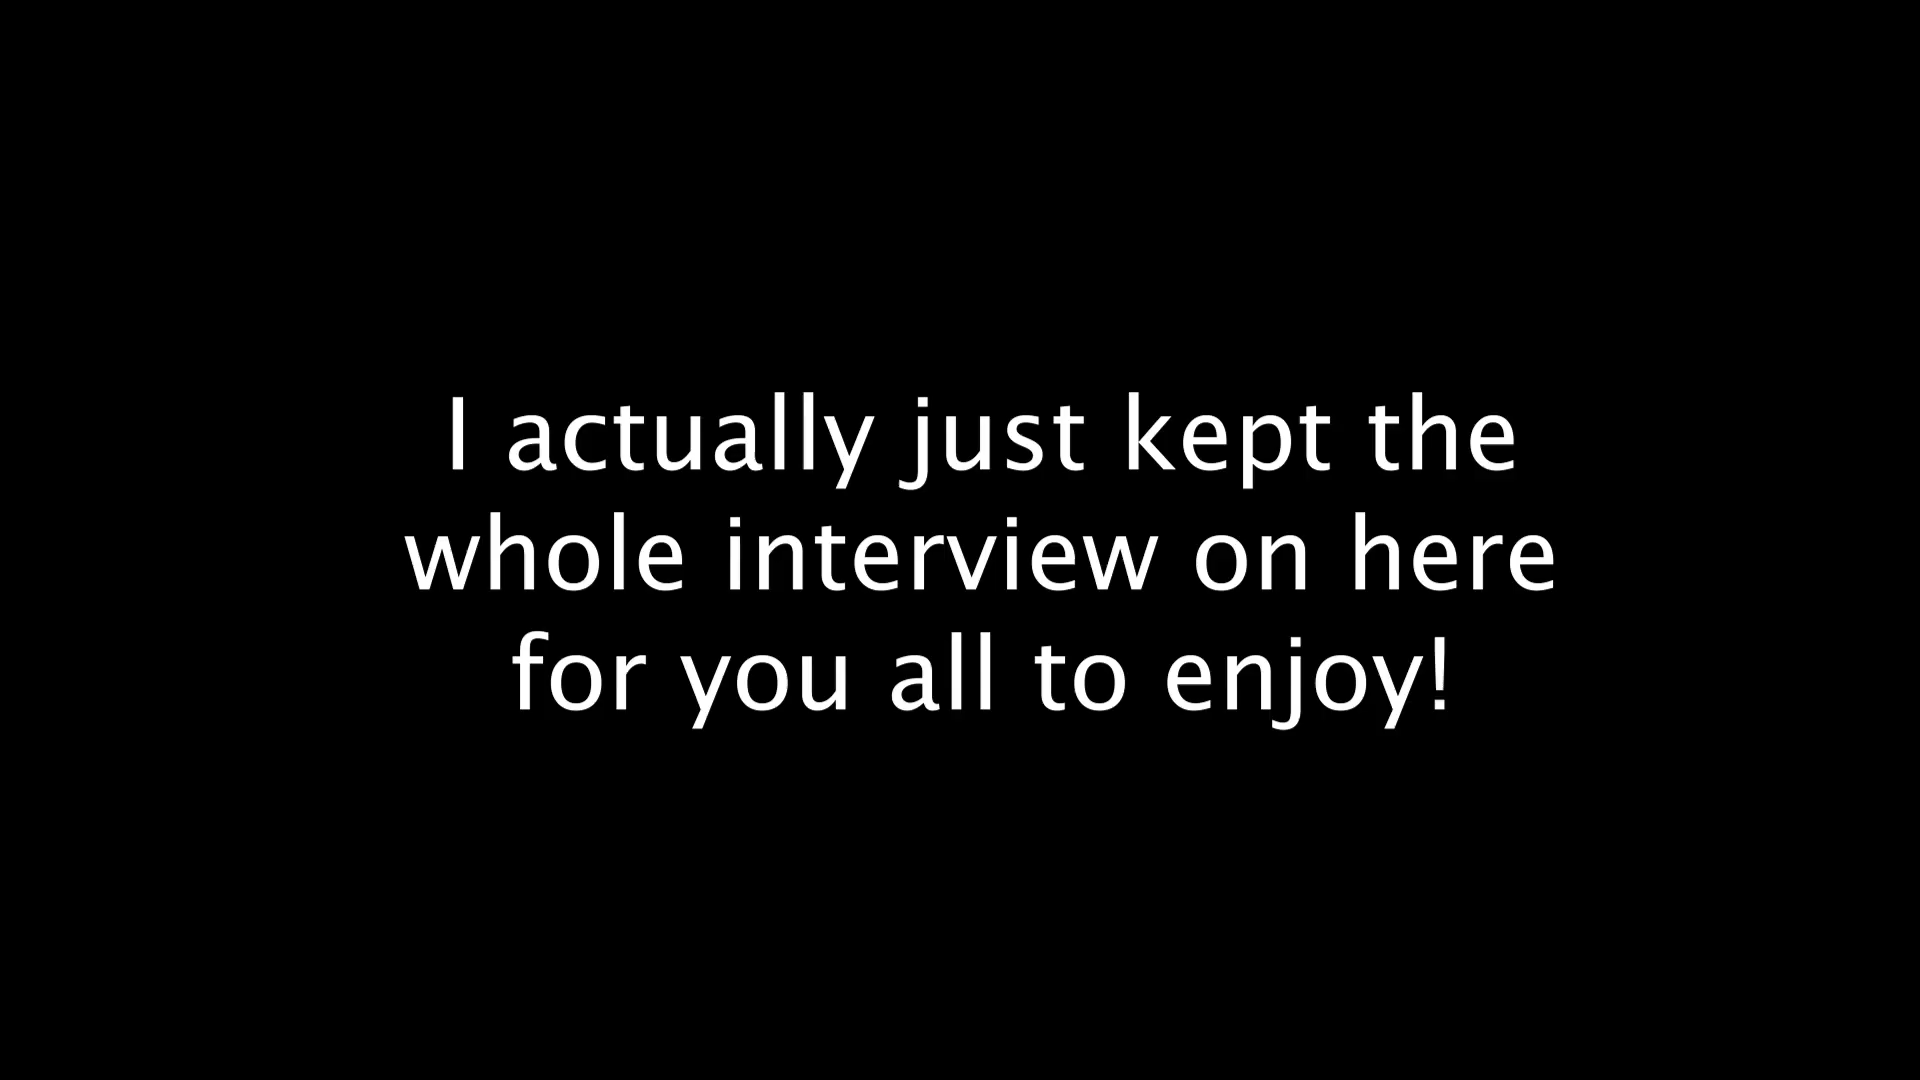 I actually just kept the
whole interview on here
for you all to enjoy!